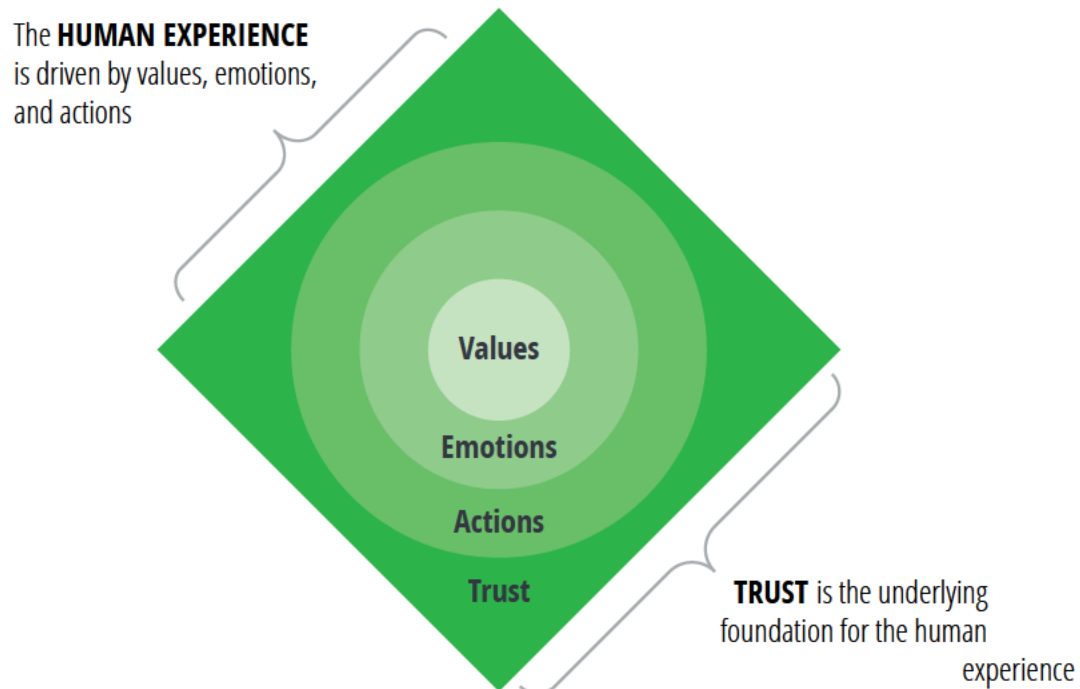 The HUMAN EXPERIENCE
is driven by values, emotions,
and actions
Values
Emotions
Actions
Trust
TRUST is the underlying
foundation for the human
experience